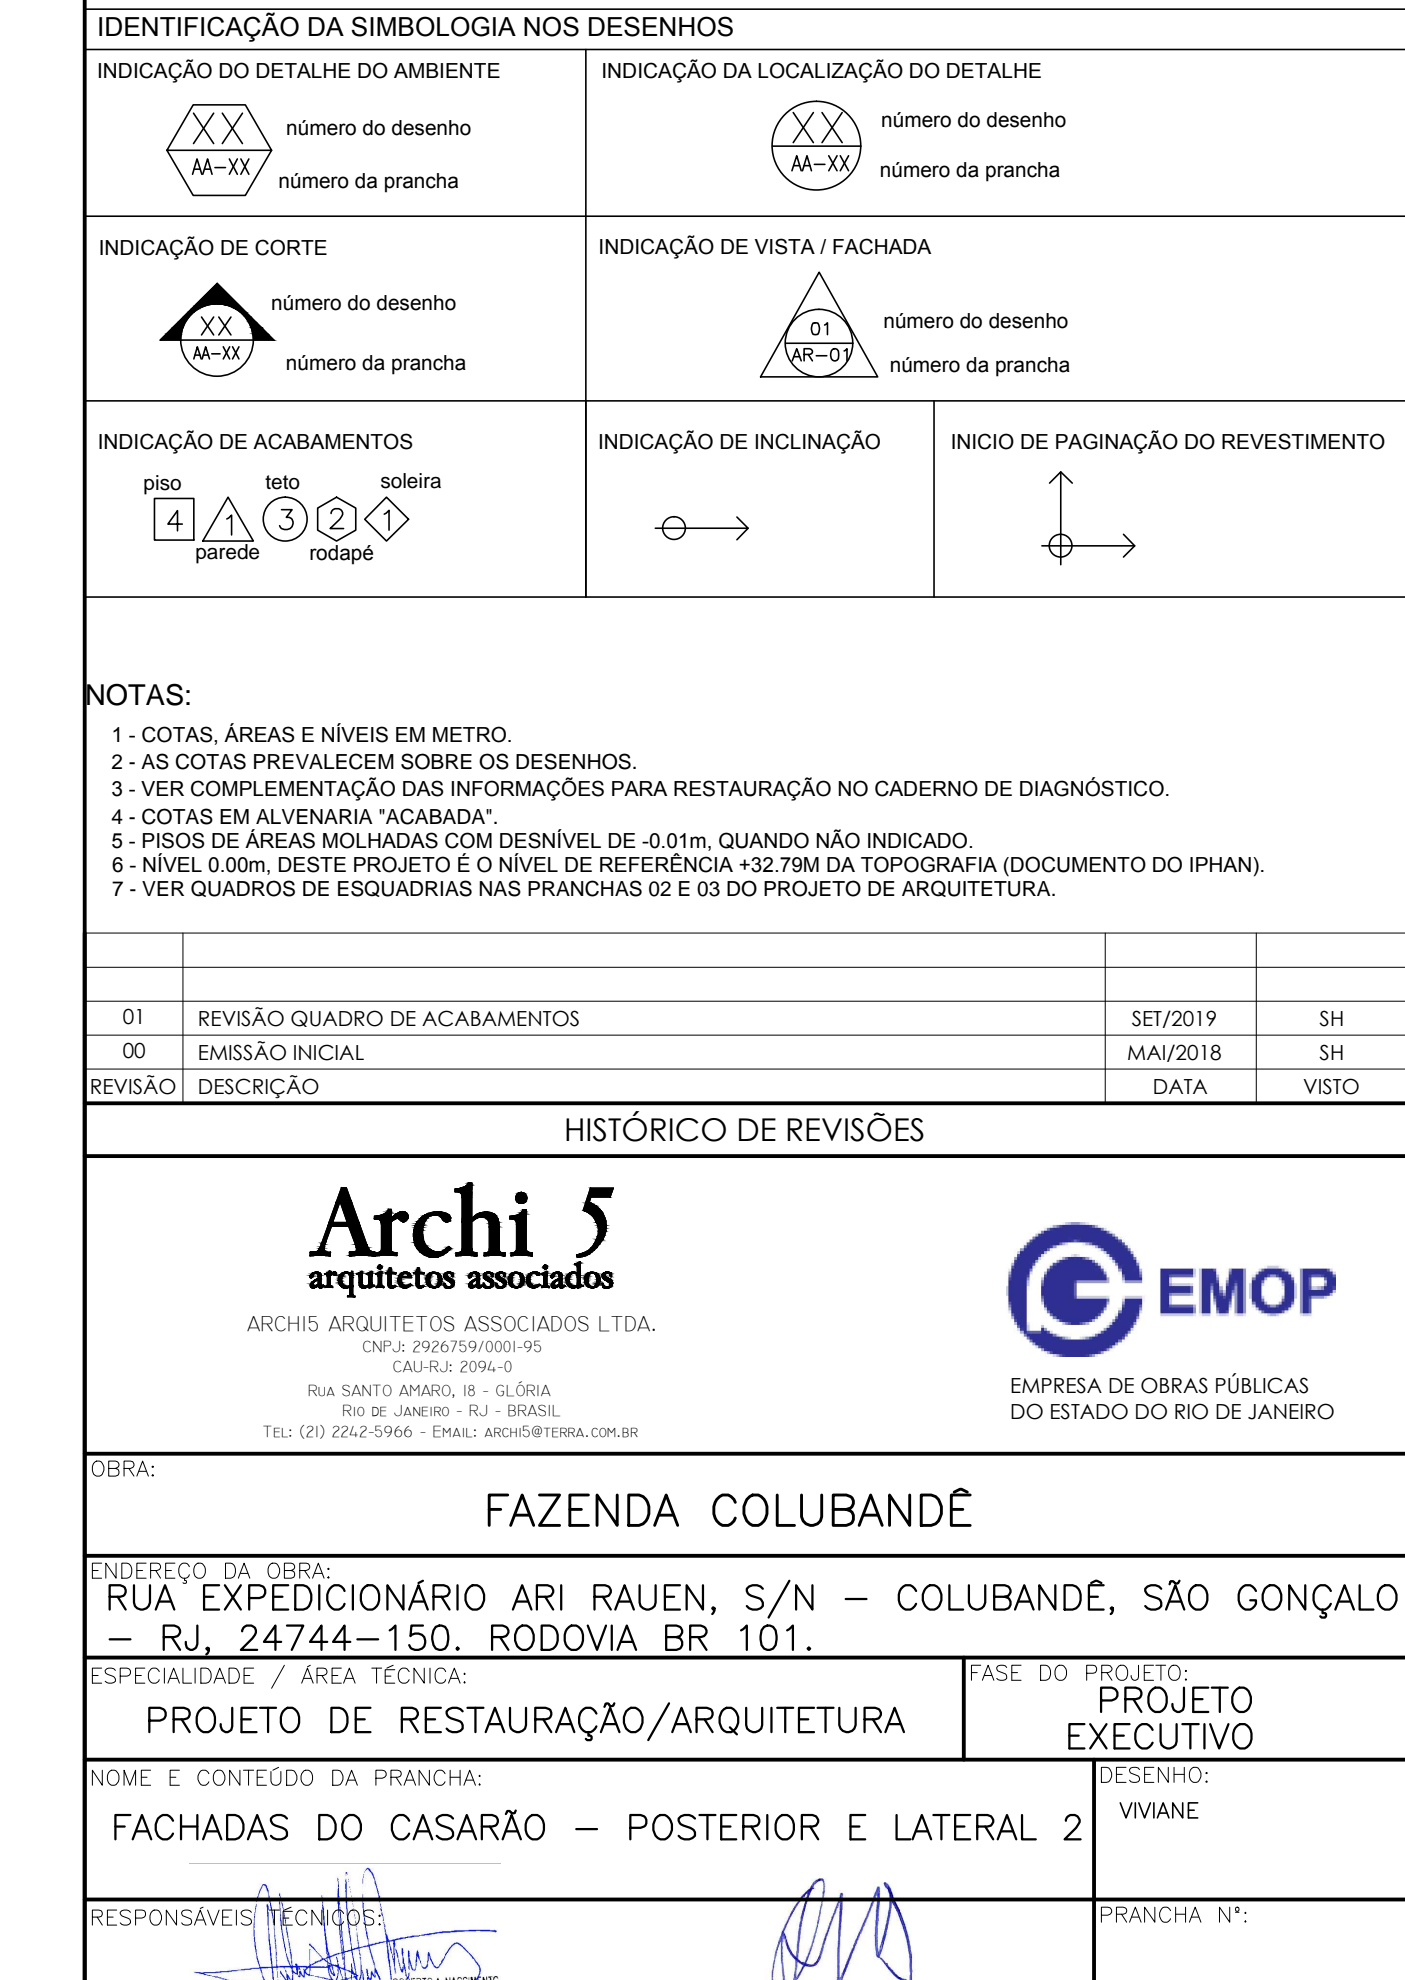 IDENTIFICAÇÃO DA SIMBOLOGIA NOS DESENHOS
INDICAÇÃO DO DETALHE DO AMBIENTE
XX
AA-XX
número do desenho
número da prancha
INDICAÇÃO DA LOCALIZAÇÃO DO DETALHE
XX
AA-XX
número do desenho
número da prancha
INDICAÇÃO DE CORTE
XX
AA-XX
número do desenho
número da prancha
INDICAÇÃO DE VISTA / FACHADA
01
AR-01
número do desenho
número da prancha
INDICAÇÃO DE ACABAMENTOS
piso teto soleira
4 1 3 2 1
parede rodapé
INDICAÇÃO DE INCLINAÇÃO
INICIO DE PAGINAÇÃO DO REVESTIMENTO
NOTAS:
1 - COTAS, ÁREAS E NÍVEIS EM METRO.
2 - AS COTAS PREVALECEM SOBRE OS DESENHOS.
3 - VER COMPLEMENTAÇÃO DAS INFORMAÇÕES PARA RESTAURAÇÃO NO CADERNO DE DIAGNÓSTICO.
4 - COTAS EM ALVENARIA "ACABADA".
5 - PISOS DE ÁREAS MOLHADAS COM DESNÍVEL DE -0.01m, QUANDO NÃO INDICADO.
6 - NÍVEL 0.00m, DESTE PROJETO É O NÍVEL DE REFERÊNCIA +32.79M DA TOPOGRAFIA (DOCUMENTO DO IPHAN).
7 - VER QUADROS DE ESQUADRIAS NAS PRANCHAS 02 E 03 DO PROJETO DE ARQUITETURA.
01 REVISÃO QUADRO DE ACABAMENTOS SET/2019 SH
00 EMISSÃO INICIAL MAI/2018 SH
REVISÃO DESCRIÇÃO DATA VISTO
HISTÓRICO DE REVISÕES
Archi 5
arquitetos associados
ARCHI5 ARQUITETOS ASSOCIADOS LTDA.
CNPJ: 2926759/0001-95
CAU-RJ: 2094-0
RUA SANTO AMARO, 18 - GLÓRIA
RIO DE JANEIRO - RJ - BRASIL
TEL: (21) 2242-5966 - EMAIL: ARCHI5@TERRA.COM.BR
EMOP
EMPRESA DE OBRAS PÚBLICAS
DO ESTADO DO RIO DE JANEIRO
OBRA:
FAZENDA COLUBANDÊ
ENDEREÇO DA OBRA:
RUA EXPEDICIONÁRIO ARI RAUEN, S/N – COLUBANDÊ, SÃO GONÇALO
– RJ, 24744–150. RODOVIA BR 101.
ESPECIALIDADE / ÁREA TÉCNICA:
PROJETO DE RESTAURAÇÃO/ARQUITETURA
FASE DO PROJETO:
PROJETO
EXECUTIVO
NOME E CONTEÚDO DA PRANCHA:
FACHADAS DO CASARÃO – POSTERIOR E LATERAL 2
DESENHO:
VIVIANE
RESPONSÁVEIS TÉCNICOS:
PRANCHA Nº: